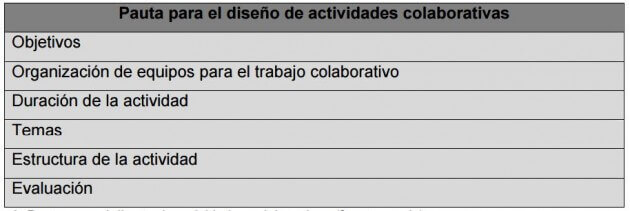 Pauta para el diseño de actividades colaborativas
Objetivos
Organización de equipos para el trabajo colaborativo
Duración de la actividad
Temas
Estructura de la actividad
Evaluación